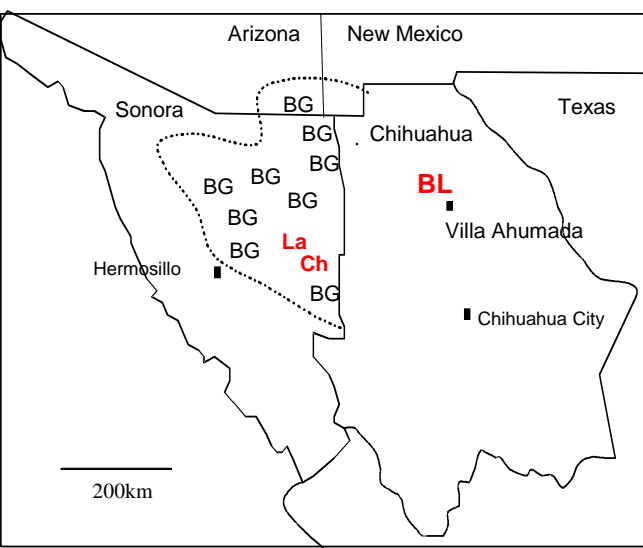 Arizona
New Mexico
Sonora
BG
Texas
BG
Chihuahua
BG
BG
BG
BL
BG
BG
Villa Ahumada
La
BG
Ch
Hermosillo
BG
Chihuahua City
200km